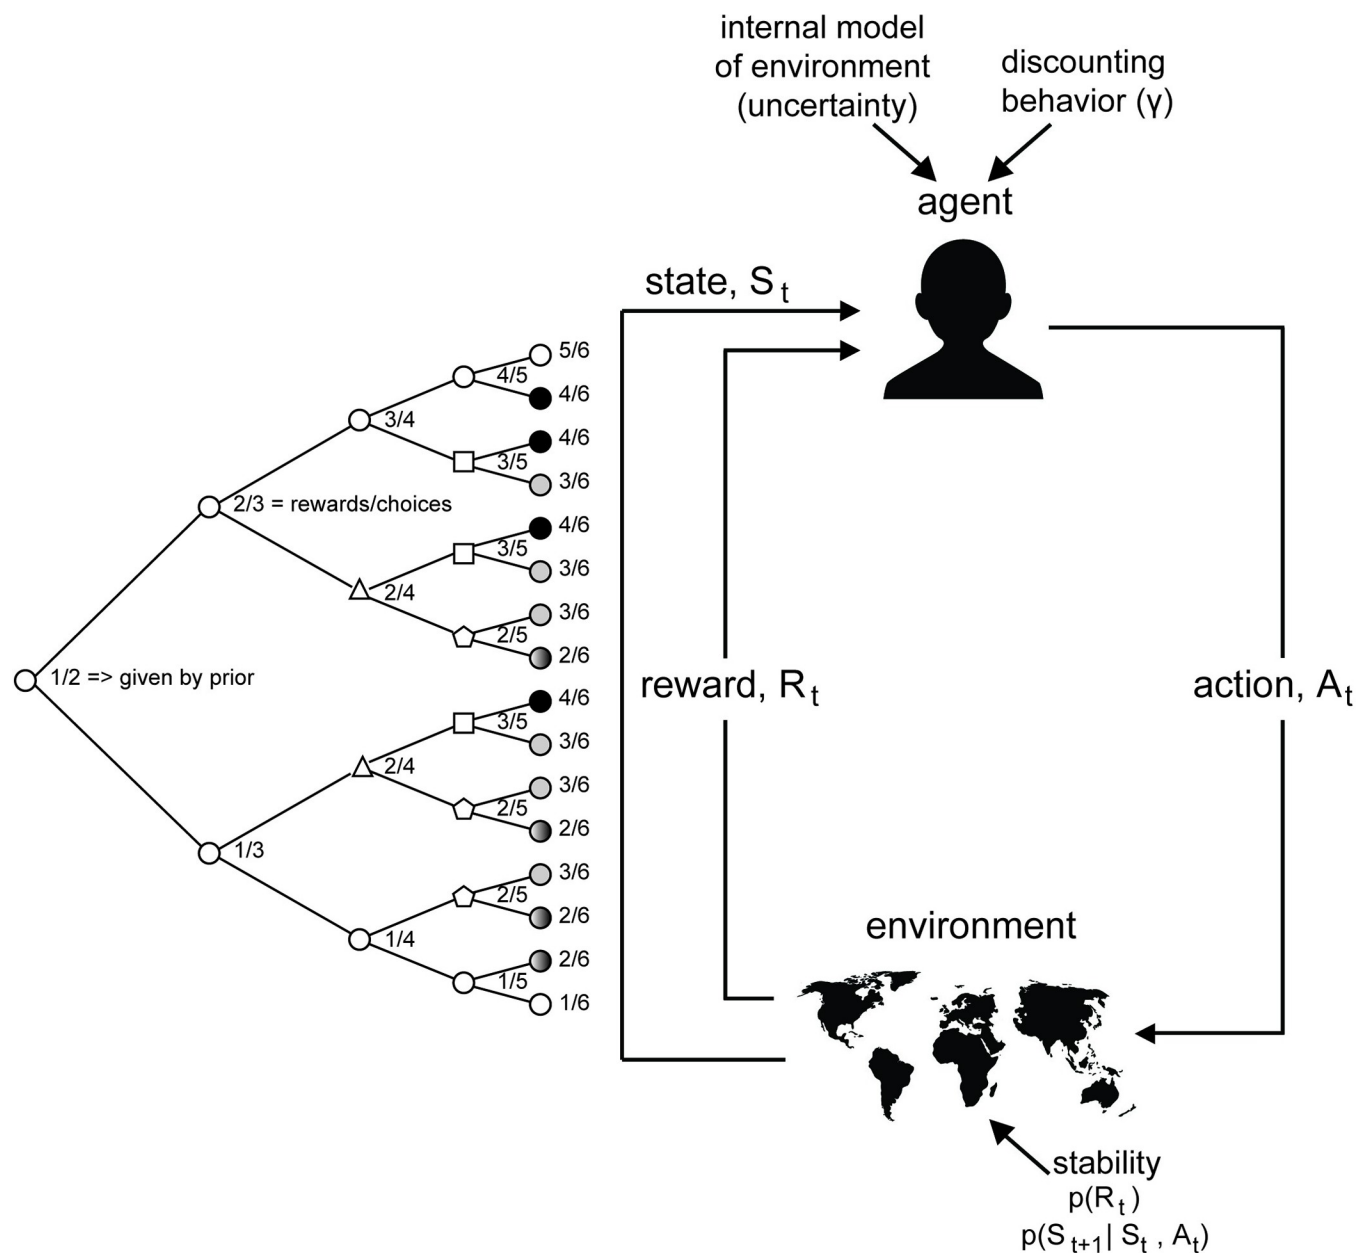 internal model
of environment
(uncertainty)
discounting
behavior (γ)
agent
state, S t
5/6
4/5
4/6
3/4
4/6
3/5
3/6
2/3 = rewards/choices
4/6
3/5
3/6
2/4
3/6
2/5
2/6
1/2 => given by prior
4/6
3/5
3/6
2/4
3/6
2/5
2/6
1/3
3/6
2/5
2/6
1/4
2/6
1/5
1/6
reward, R t
action, A t
environment
stability
p(R t )
p(S t+1 | S t , A t )